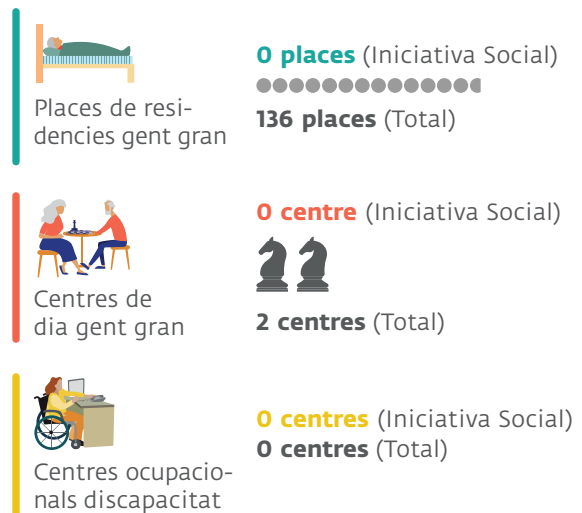 0 places (Iniciativa Social)
136 places (Total)
Places de resi-
dencies gent gran
0 centre (Iniciativa Social)
2 centres (Total)
Centres de
dia gent gran
0 centres (Iniciativa Social)
0 centres (Total)
Centres ocupacio-
nals discapacitat